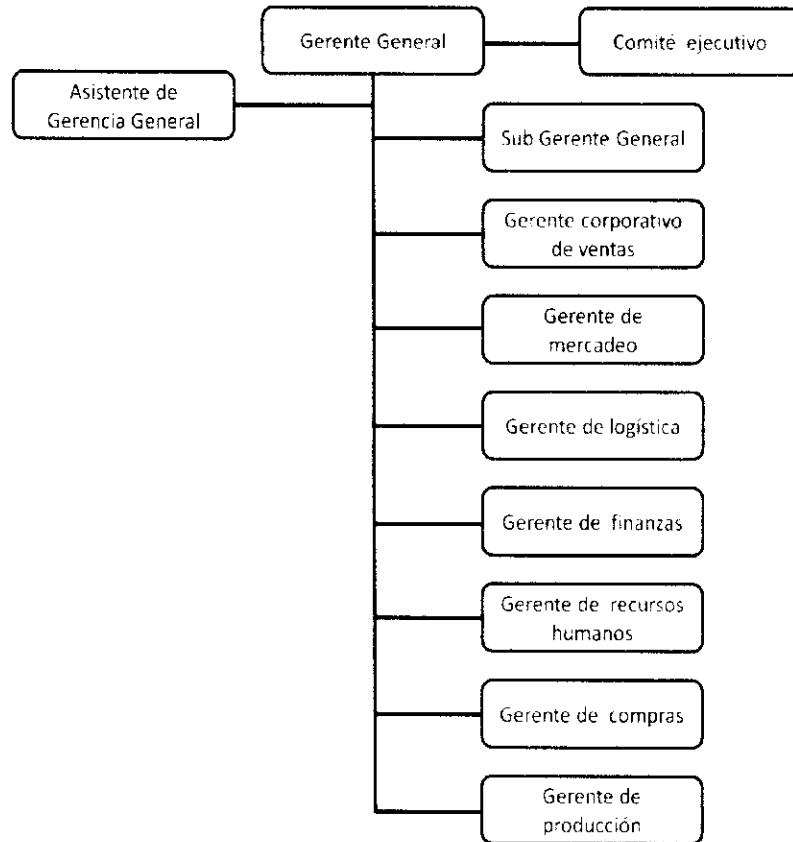 Gerente General
Comité ejecutivo
Asistente de
Gerencia General
Sub Gerente General
Gerente corporativo
de ventas
Gerente de
mercadeo
Gerente de logística
Gerente de finanzas
Gerente de recursos
humanos
Gerente de compras
Gerente de
producción